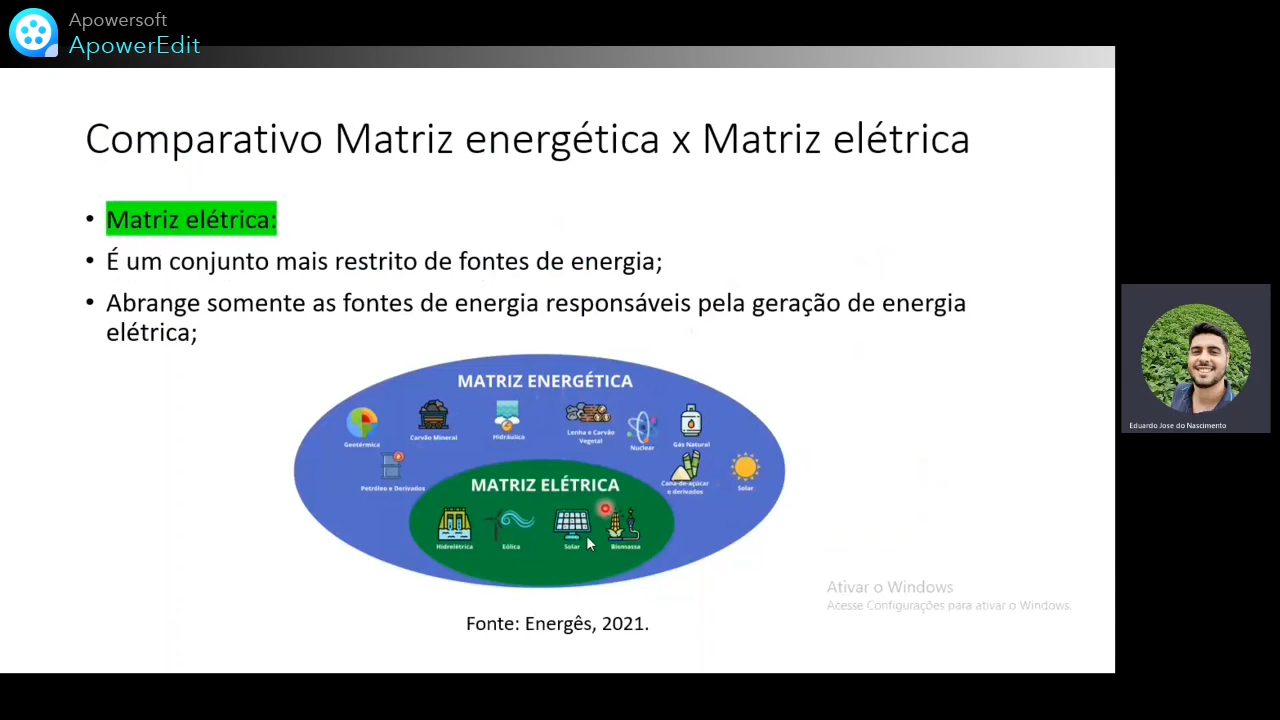 Apowersoft
ApowerEdit
Comparativo Matriz energética x Matriz elétrica
• Matriz elétrica:
• É um conjunto mais restrito de fontes de energia;
• Abrange somente as fontes de energia responsáveis pela geração de energia
elétrica;
MATRIZ ENERGÉTICA
Geotérmica
Carvão Mineral
Hidráulica
Lenha e Carvão
Vegetal
Nuclear
Gás Natural
Petróleo e Derivados
Cana-de-açúcar
e derivados
Solar
MATRIZ ELÉTRICA
Hidrelétrica
Eólica
Solar
Biomassa
Fonte: Energês, 2021.
Ativar o Windows
Acesse Configurações para ativar o Windows.
Eduardo Jose do Nascimento